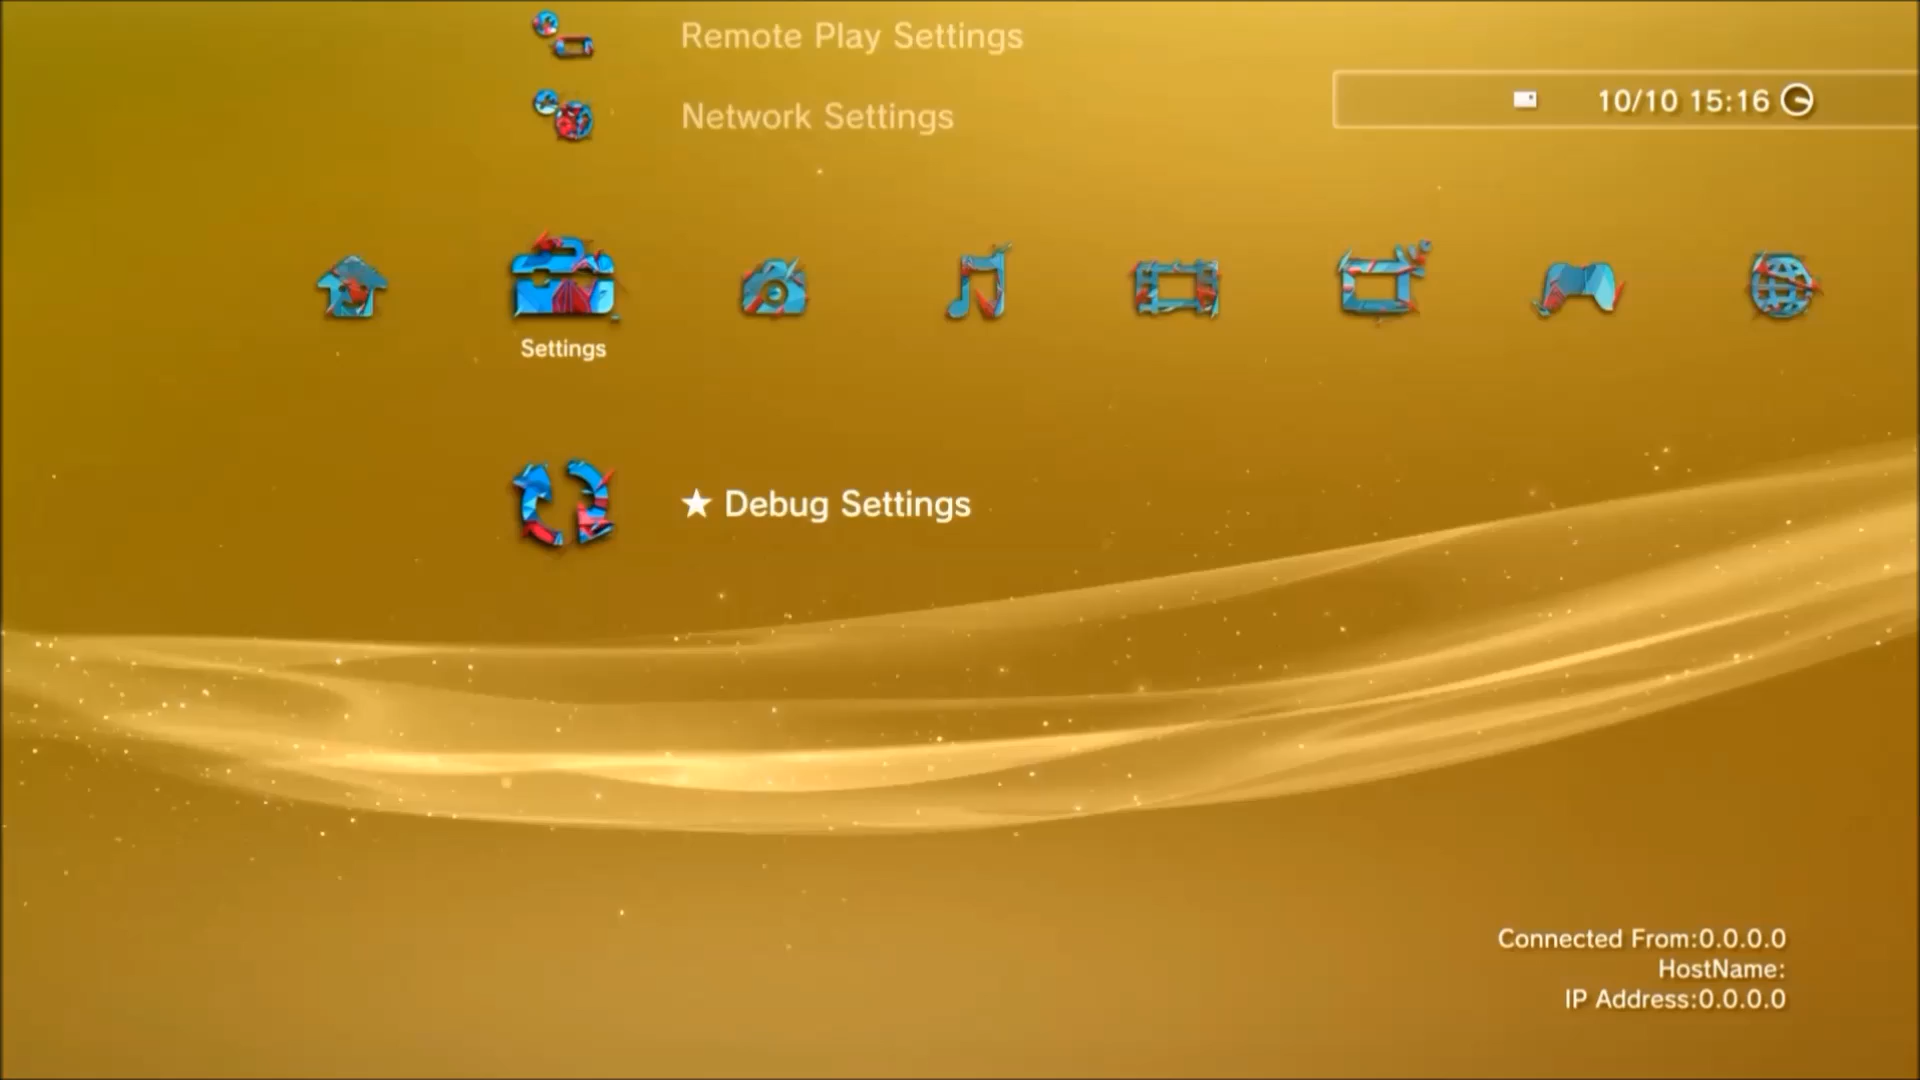 Remote Play Settings
Network Settings
10/10 15:16
Settings
★ Debug Settings
Connected From:0.0.0.0
HostName:
IP Address:0.0.0.0